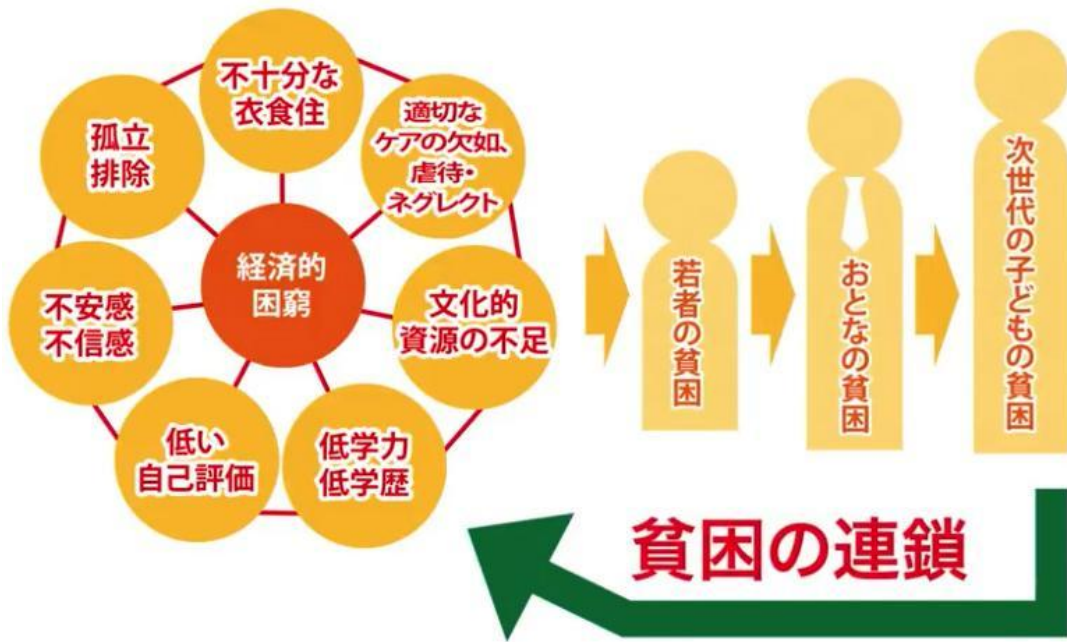 不十分な
衣食住
適切な
ケアの欠如、
虐待・
ネグレクト
文化的
資源の不足
低学力
低学歴
低い
自己評価
不安感
不信感
孤立
排除
経済的
困窮
若者の貧困
おとなの貧困
次世代の子どもの貧困
貧困の連鎖